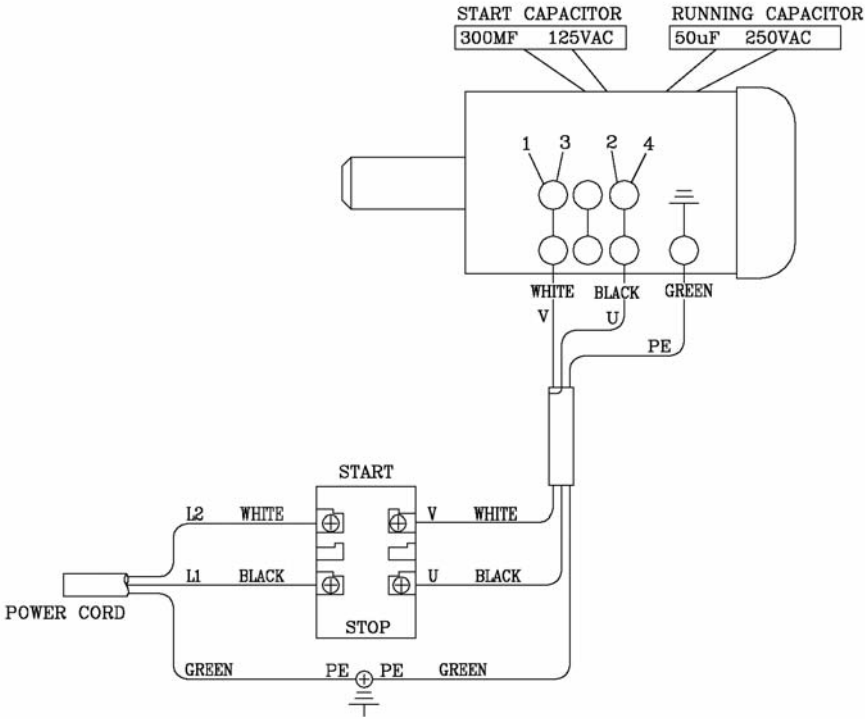 START CAPACITOR RUNNING CAPACITOR
300MF 125VAC 50uF 250VAC
1 3 2 4
WHITE BLACK GREEN
V U
PE
START
L2 WHITE V WHITE
L1 BLACK U BLACK
POWER CORD
STOP
GREEN PE PE GREEN